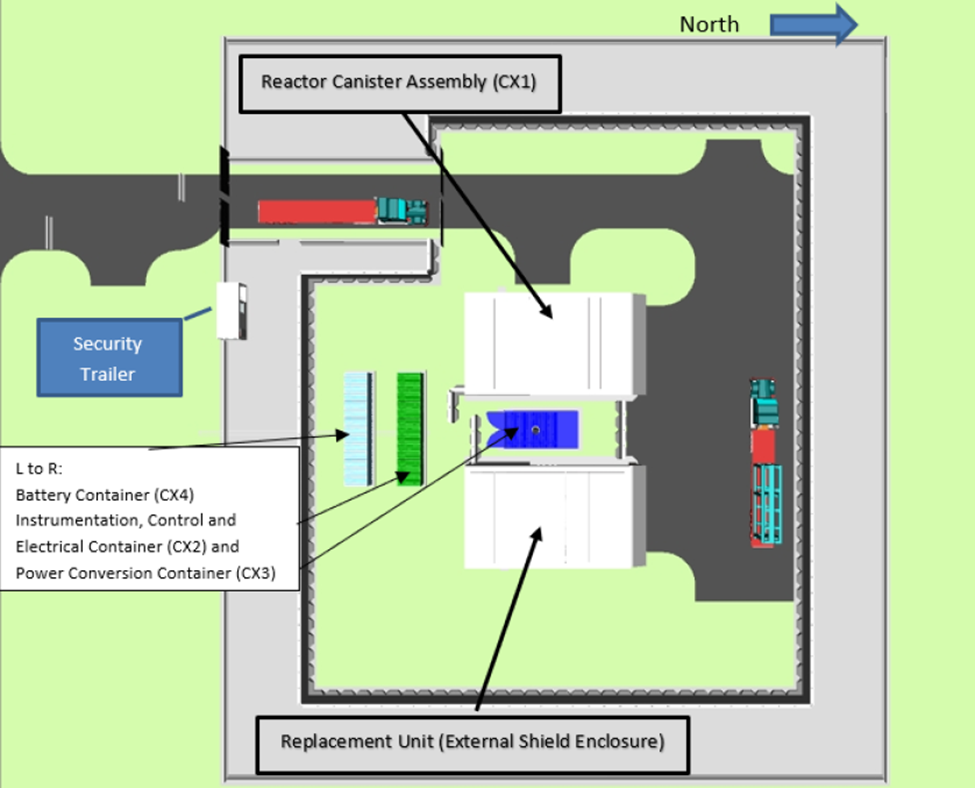 North
Reactor Canister Assembly (CX1)
Security
Trailer
L to R:
Battery Container (CX4)
Instrumentation, Control and
Electrical Container (CX2) and
Power Conversion Container (CX3)
Replacement Unit (External Shield Enclosure)